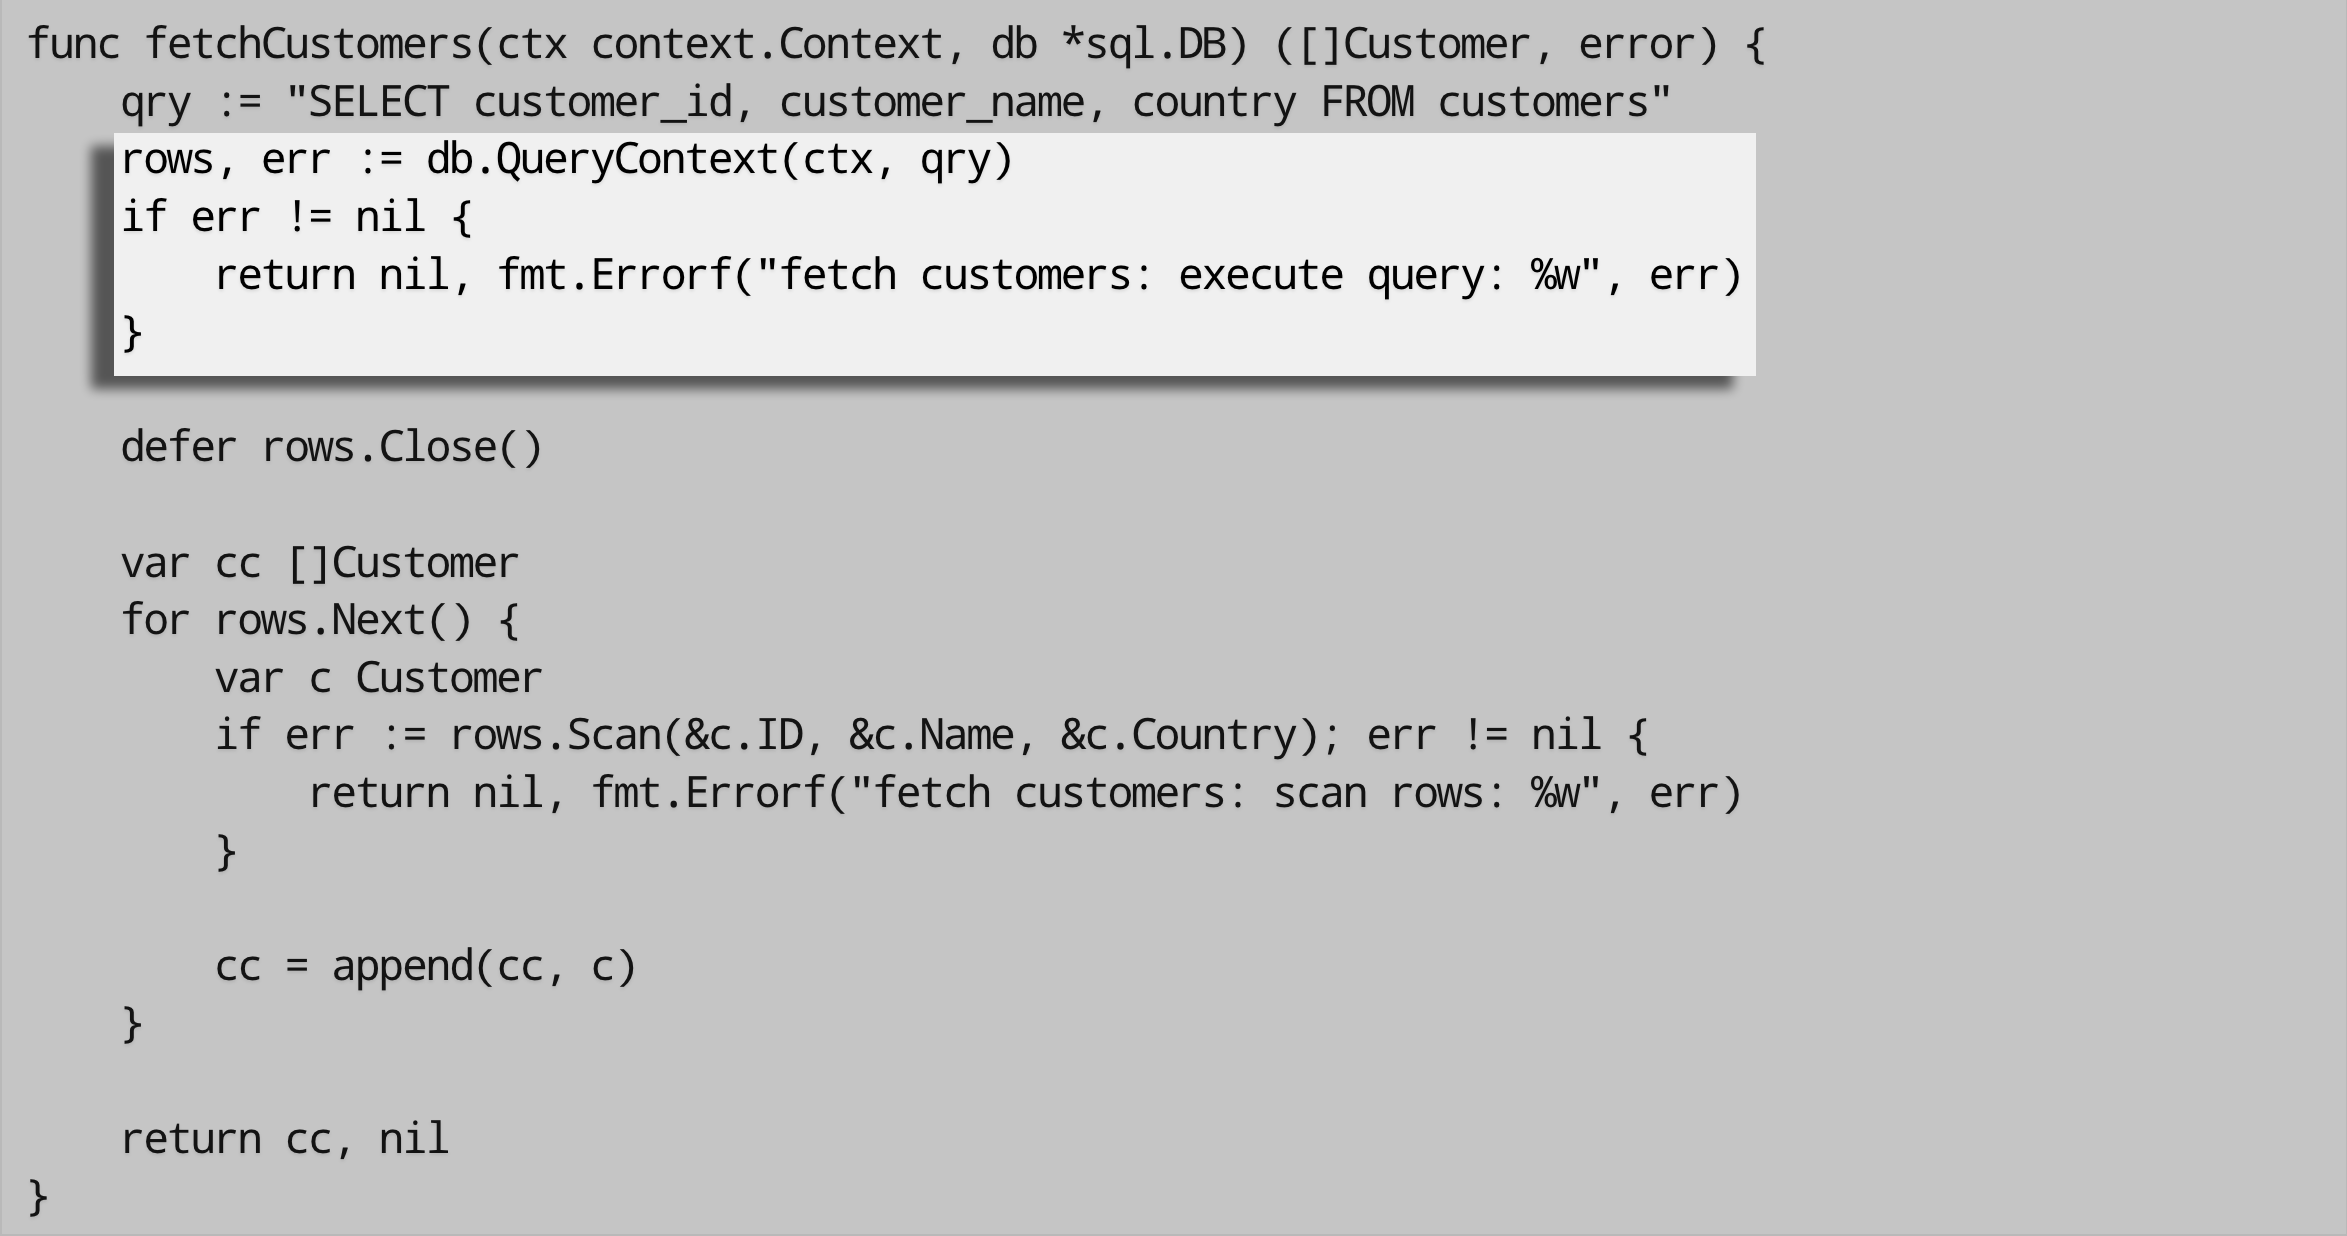 func fetchCustomers(ctx context.Context, db *sql.DB) ([]Customer, error) {
    qry := "SELECT customer_id, customer_name, country FROM customers"
    rows, err := db.QueryContext(ctx, qry)
    if err != nil {
        return nil, fmt.Errorf("fetch customers: execute query: %w", err)
    }
    defer rows.Close()
    var cc []Customer
    for rows.Next() {
        var c Customer
        if err := rows.Scan(&c.ID, &c.Name, &c.Country); err != nil {
            return nil, fmt.Errorf("fetch customers: scan rows: %w", err)
        }
        cc = append(cc, c)
    }
    return cc, nil
}